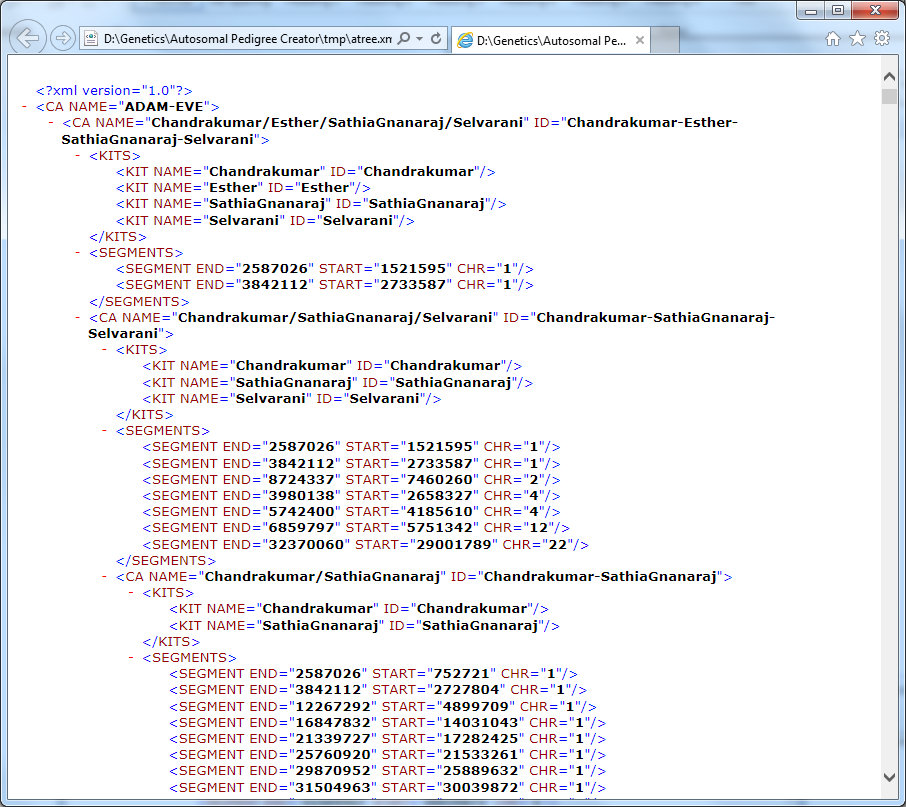 D:\Genetics\Autosomal Pedigree Creator\tmp\atree.xn
D:\Genetics\Autosomal Pe...
<?xml version="1.0"?>
- <CA NAME="ADAM-EVE">
- <CA NAME="Chandrakumar/Esther/SathiaGnanaraj/Selvarani" ID="Chandrakumar-Esther-
SathiaGnanaraj-Selvarani">
- <KITS>
<KIT NAME="Chandrakumar" ID="Chandrakumar"/>
<KIT NAME="Esther" ID="Esther"/>
<KIT NAME="SathiaGnanaraj" ID="SathiaGnanaraj"/>
<KIT NAME="Selvarani" ID="Selvarani"/>
</KITS>
- <SEGMENTS>
<SEGMENT END="2587026" START="1521595" CHR="1"/>
<SEGMENT END="3842112" START="2733587" CHR="1"/>
</SEGMENTS>
- <CA NAME="Chandrakumar/SathiaGnanaraj/Selvarani" ID="Chandrakumar-SathiaGnanaraj-
Selvarani">
- <KITS>
<KIT NAME="Chandrakumar" ID="Chandrakumar"/>
<KIT NAME="SathiaGnanaraj" ID="SathiaGnanaraj"/>
<KIT NAME="Selvarani" ID="Selvarani"/>
</KITS>
- <SEGMENTS>
<SEGMENT END="2587026" START="1521595" CHR="1"/>
<SEGMENT END="3842112" START="2733587" CHR="1"/>
<SEGMENT END="8724337" START="7460260" CHR="2"/>
<SEGMENT END="3980138" START="2658327" CHR="4"/>
<SEGMENT END="5742400" START="4185610" CHR="4"/>
<SEGMENT END="6859797" START="5751342" CHR="12"/>
<SEGMENT END="32370060" START="29001789" CHR="22"/>
</SEGMENTS>
- <CA NAME="Chandrakumar/SathiaGnanaraj" ID="Chandrakumar-SathiaGnanaraj">
- <KITS>
<KIT NAME="Chandrakumar" ID="Chandrakumar"/>
<KIT NAME="SathiaGnanaraj" ID="SathiaGnanaraj"/>
</KITS>
- <SEGMENTS>
<SEGMENT END="2587026" START="752721" CHR="1"/>
<SEGMENT END="3842112" START="2727804" CHR="1"/>
<SEGMENT END="12267292" START="4899709" CHR="1"/>
<SEGMENT END="16847832" START="14031043" CHR="1"/>
<SEGMENT END="21339727" START="17282425" CHR="1"/>
<SEGMENT END="25760920" START="21533261" CHR="1"/>
<SEGMENT END="29870952" START="25889632" CHR="1"/>
<SEGMENT END="31504963" START="30039872" CHR="1"/>